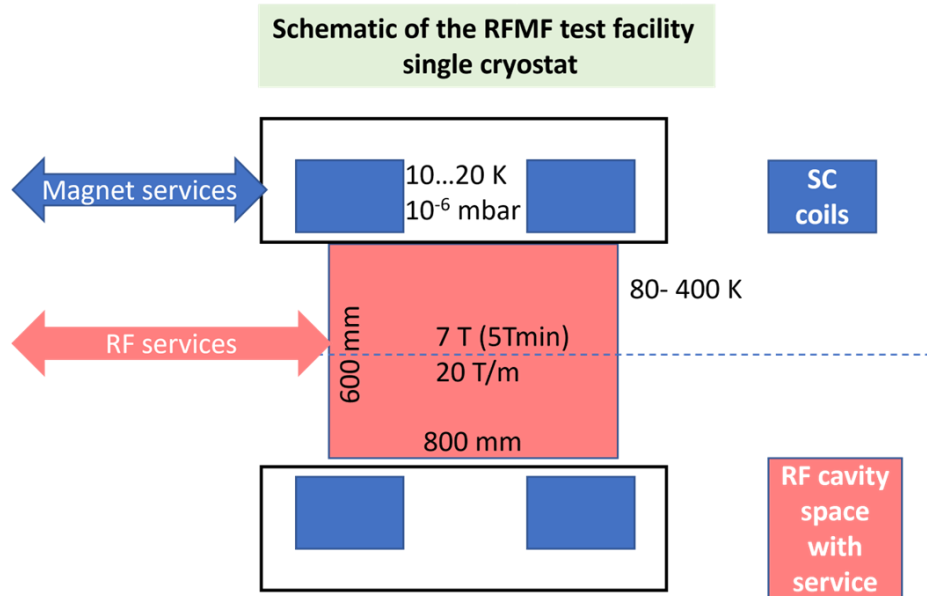 Schematic of the RFMF test facility
single cryostat
Magnet services
10...20 K
10⁻⁶ mbar
SC
coils
80- 400 K
RF services
600 mm
7 T (5Tmin)
20 T/m
800 mm
RF cavity
space
with
service